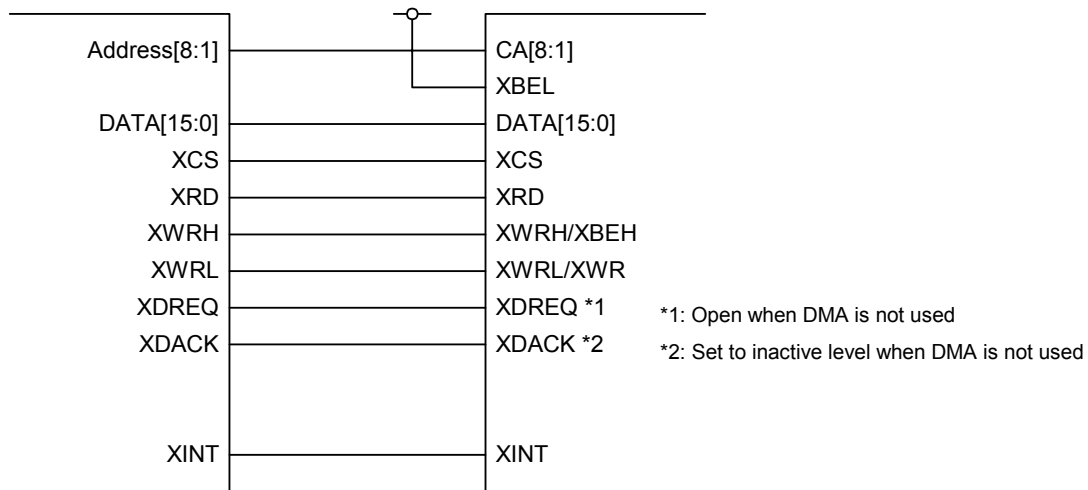 Address[8:1] CA[8:1]
XBEL
DATA[15:0] DATA[15:0]
XCS XCS
XRD XRD
XWRH XWRH/XBEH
XWRL XWRL/XWR
XDREQ XDREQ *1 *1: Open when DMA is not used
XDACK XDACK *2 *2: Set to inactive level when DMA is not used
XINT XINT